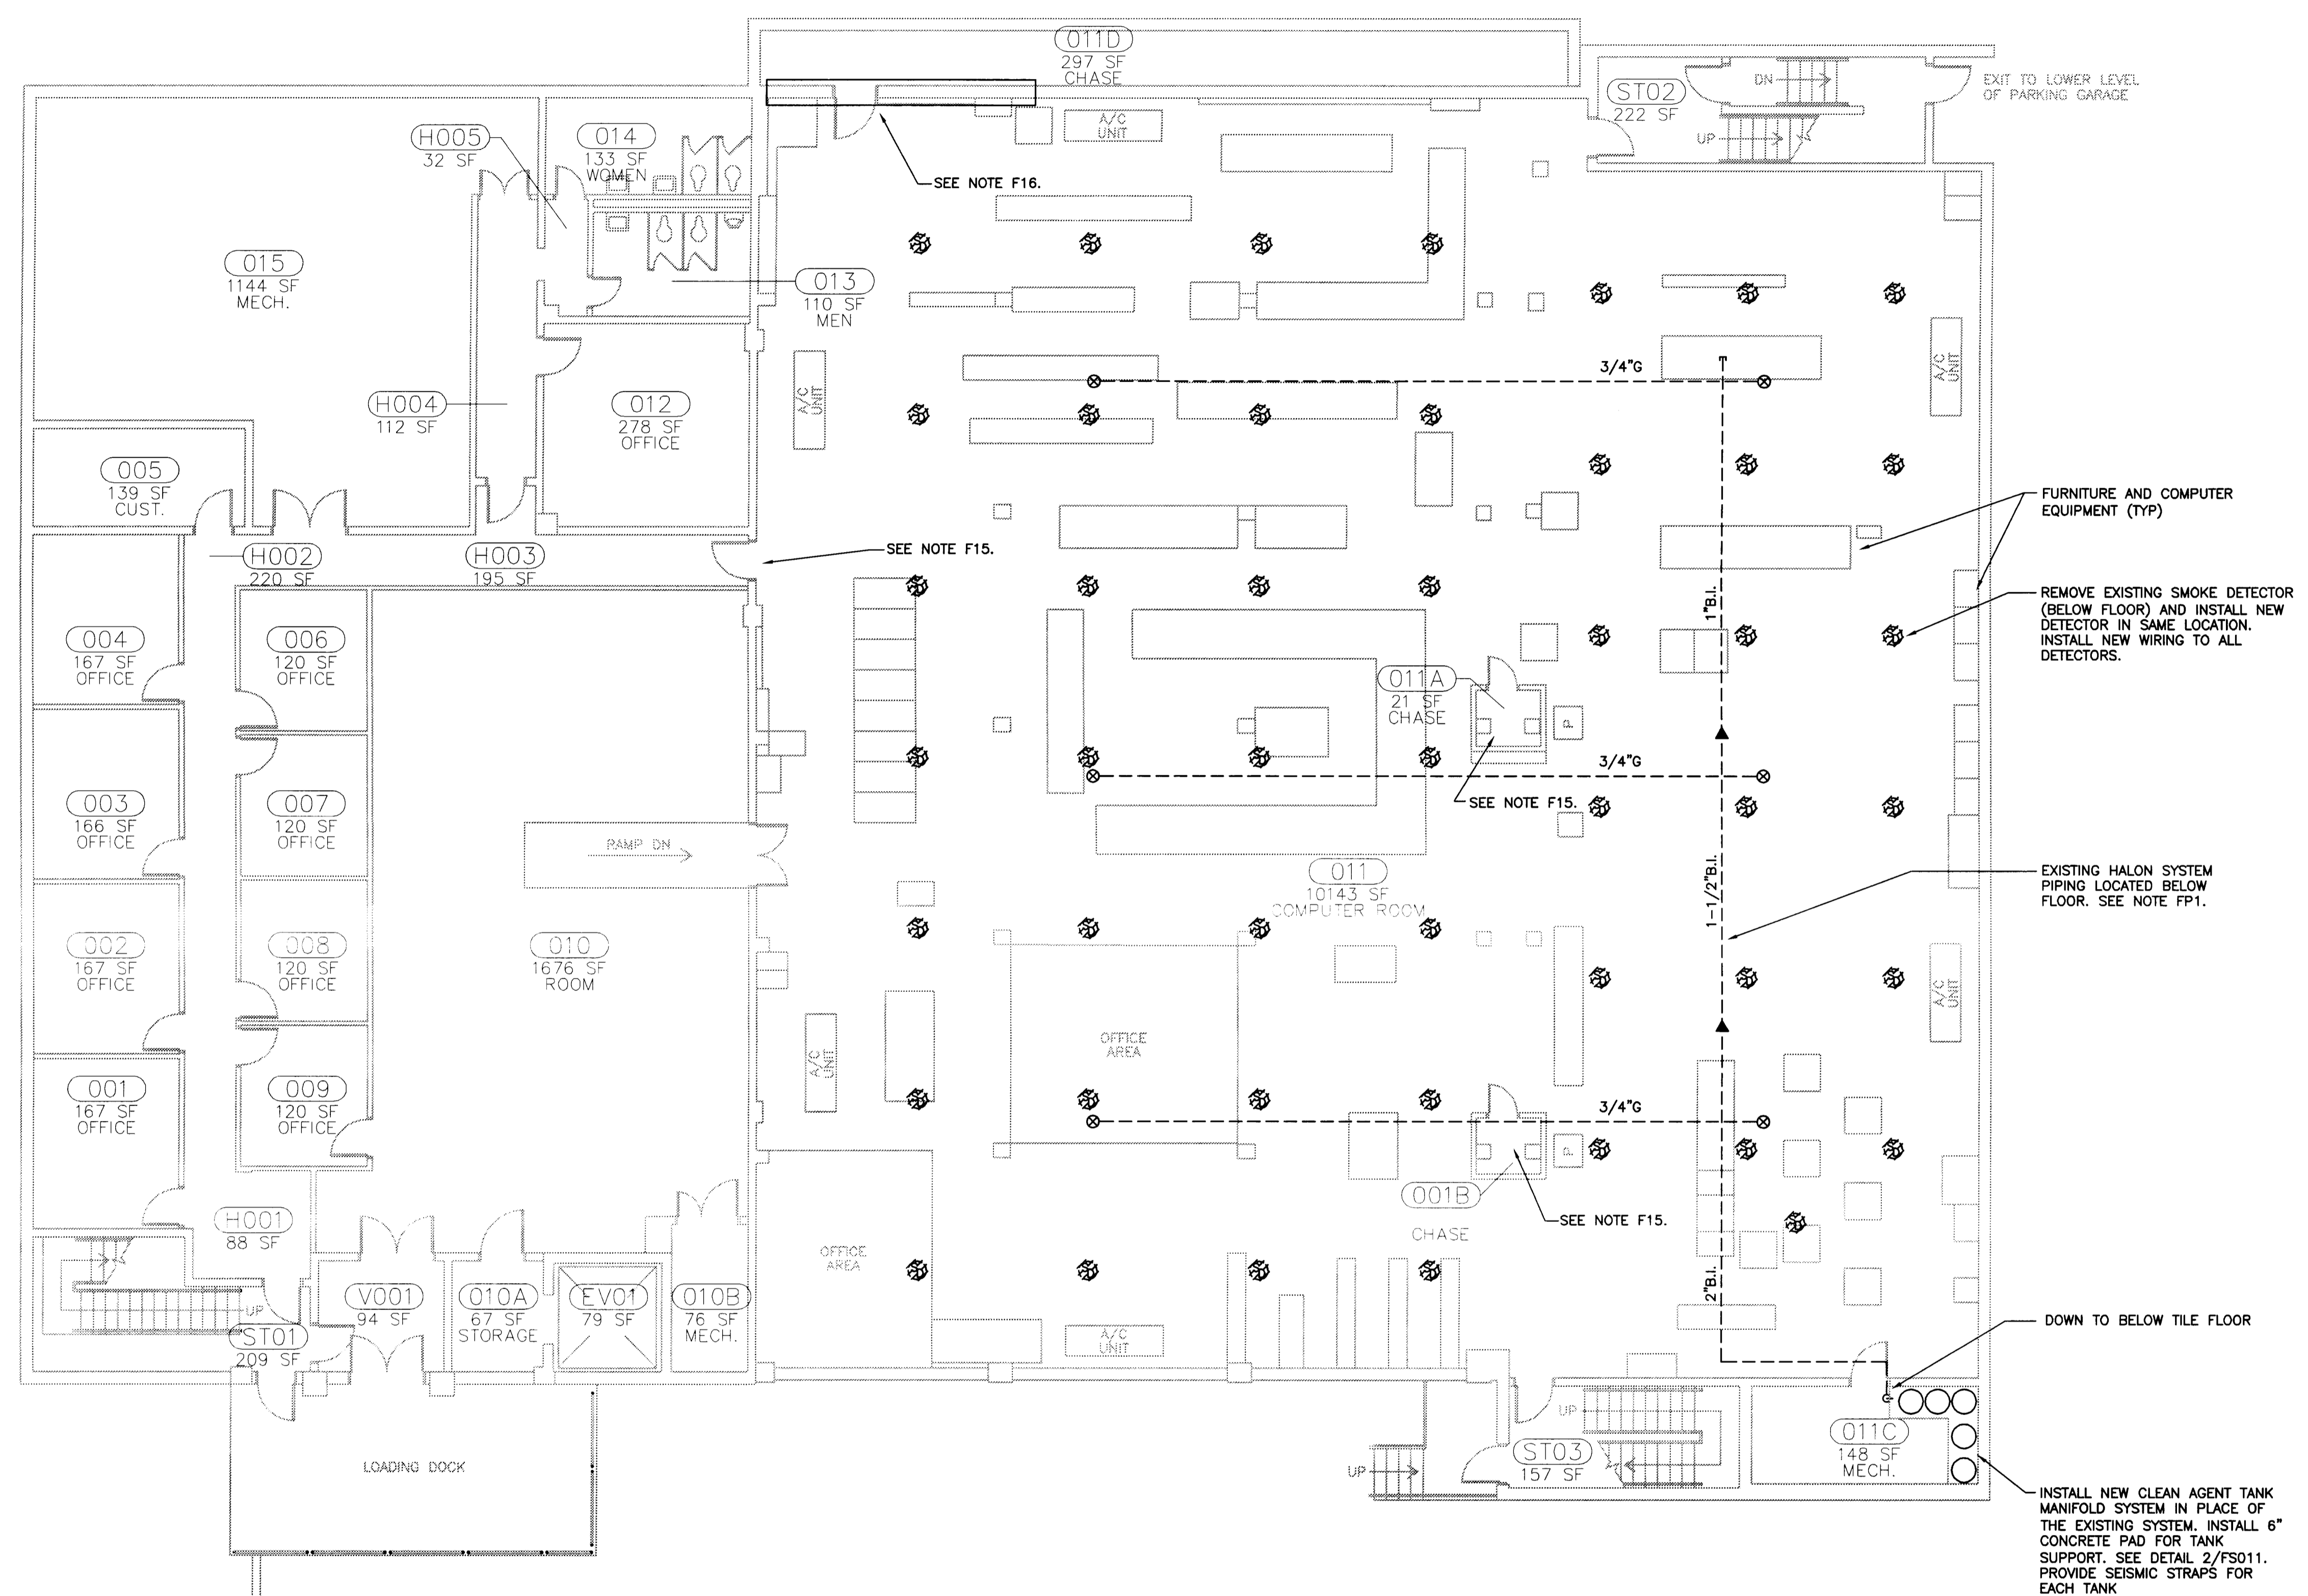 011D
297 SF
CHASE
ST02
222 SF
DN
UP
EXIT TO LOWER LEVEL
OF PARKING GARAGE
H005
32 SF
014
133 SF
WOMEN
A/C
UNIT
SEE NOTE F16.
015
1144 SF
MECH.
013
110 SF
MEN
A/C
UNIT
3/4"G
A/C
UNIT
H004
112 SF
012
278 SF
OFFICE
005
139 SF
CUST.
FURNITURE AND COMPUTER
EQUIPMENT (TYP)
H002
220 SF
H003
195 SF
SEE NOTE F15.
REMOVE EXISTING SMOKE DETECTOR
(BELOW FLOOR) AND INSTALL NEW
DETECTOR IN SAME LOCATION.
INSTALL NEW WIRING TO ALL
DETECTORS.
1"B.I.
004
167 SF
OFFICE
006
120 SF
OFFICE
011A
21 SF
CHASE
P
3/4"G
SEE NOTE F15.
003
166 SF
OFFICE
007
120 SF
OFFICE
RAMP DN
011
10143 SF
COMPUTER ROOM
1-1/2"B.I.
EXISTING HALON SYSTEM
PIPING LOCATED BELOW
FLOOR. SEE NOTE FP1.
002
167 SF
OFFICE
008
120 SF
OFFICE
010
1676 SF
ROOM
A/C
UNIT
OFFICE
AREA
A/C
UNIT
001
167 SF
OFFICE
009
120 SF
OFFICE
3/4"G
P
001B
CHASE
SEE NOTE F15.
H001
88 SF
OFFICE
AREA
2"B.I.
UP
ST01
209 SF
V001
94 SF
010A
67 SF
STORAGE
EV01
79 SF
010B
76 SF
MECH.
A/C
UNIT
DOWN TO BELOW TILE FLOOR
UP
UP
ST03
157 SF
011C
148 SF
MECH.
LOADING DOCK
INSTALL NEW CLEAN AGENT TANK
MANIFOLD SYSTEM IN PLACE OF
THE EXISTING SYSTEM. INSTALL 6"
CONCRETE PAD FOR TANK
SUPPORT. SEE DETAIL 2/FS011.
PROVIDE SEISMIC STRAPS FOR
EACH TANK